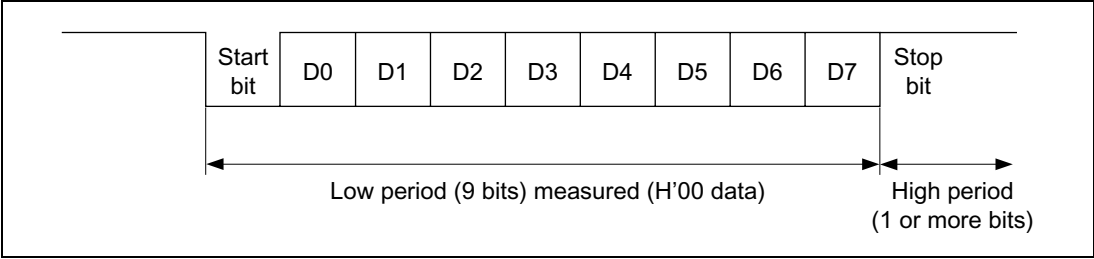 Start
bit
D0 D1 D2 D3 D4 D5 D6 D7
Stop
bit
Low period (9 bits) measured (H'00 data)
High period
(1 or more bits)